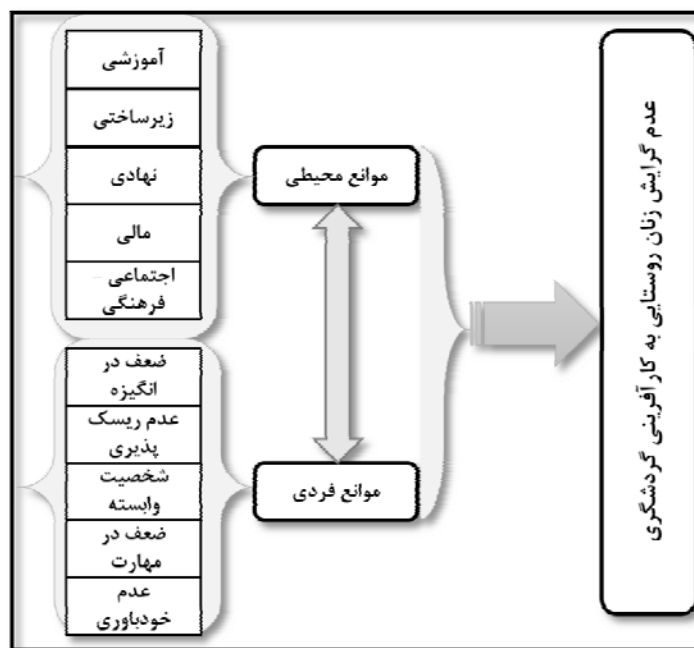 عدم گرایش زنان روستایی به کارآفرینی گردشگری
موانع محیطی
آموزشی
زیرساختی
نهادی
مالی
اجتماعی –
فرهنگی
موانع فردی
ضعف در
انگیزه
عدم ریسک
پذیری
شخصیت
وابسته
ضعف در
مهارت
عدم
خودباوری